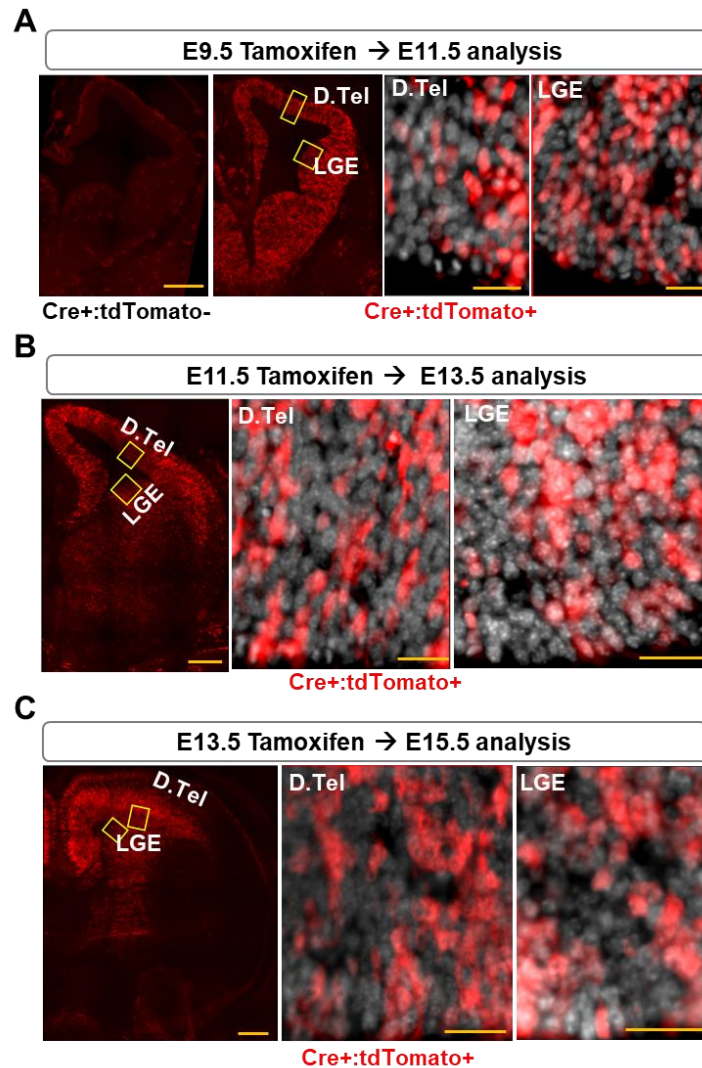 A
E9.5 Tamoxifen → E11.5 analysis
D.Tel
LGE
D.Tel
LGE
Cre+:tdTomato-
Cre+:tdTomato+
B
E11.5 Tamoxifen → E13.5 analysis
D.Tel
LGE
D.Tel
LGE
Cre+:tdTomato+
C
E13.5 Tamoxifen → E15.5 analysis
D.Tel
LGE
D.Tel
LGE
Cre+:tdTomato+